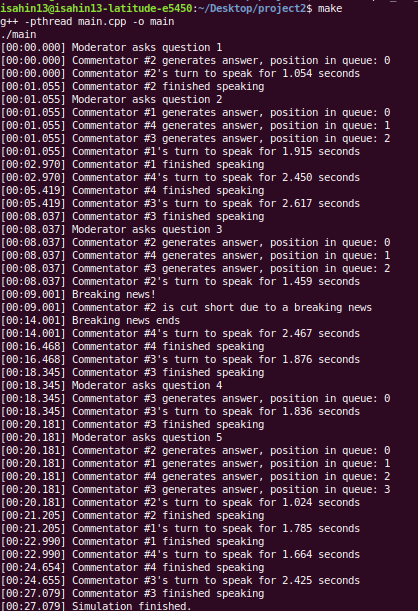 isahin13@isahin13-latitude-e5450:~/Desktop/project2$ make
g++ -pthread main.cpp -o main
./main
[00:00.000] Moderator asks question 1
[00:00.000] Commentator #2 generates answer, position in queue: 0
[00:00.000] Commentator #2's turn to speak for 1.054 seconds
[00:01.055] Commentator #2 finished speaking
[00:01.055] Moderator asks question 2
[00:01.055] Commentator #1 generates answer, position in queue: 0
[00:01.055] Commentator #4 generates answer, position in queue: 1
[00:01.055] Commentator #3 generates answer, position in queue: 2
[00:01.055] Commentator #1's turn to speak for 1.915 seconds
[00:02.970] Commentator #1 finished speaking
[00:02.970] Commentator #4's turn to speak for 2.450 seconds
[00:05.419] Commentator #4 finished speaking
[00:05.419] Commentator #3's turn to speak for 2.617 seconds
[00:08.037] Commentator #3 finished speaking
[00:08.037] Moderator asks question 3
[00:08.037] Commentator #2 generates answer, position in queue: 0
[00:08.037] Commentator #4 generates answer, position in queue: 1
[00:08.037] Commentator #3 generates answer, position in queue: 2
[00:08.037] Commentator #2's turn to speak for 1.459 seconds
[00:09.001] Breaking news!
[00:09.001] Commentator #2 is cut short due to a breaking news
[00:14.001] Breaking news ends
[00:14.001] Commentator #4's turn to speak for 2.467 seconds
[00:16.468] Commentator #4 finished speaking
[00:16.468] Commentator #3's turn to speak for 1.876 seconds
[00:18.345] Commentator #3 finished speaking
[00:18.345] Moderator asks question 4
[00:18.345] Commentator #3 generates answer, position in queue: 0
[00:18.345] Commentator #3's turn to speak for 1.836 seconds
[00:20.181] Commentator #3 finished speaking
[00:20.181] Moderator asks question 5
[00:20.181] Commentator #2 generates answer, position in queue: 0
[00:20.181] Commentator #1 generates answer, position in queue: 1
[00:20.181] Commentator #4 generates answer, position in queue: 2
[00:20.181] Commentator #3 generates answer, position in queue: 3
[00:20.181] Commentator #2's turn to speak for 1.024 seconds
[00:21.205] Commentator #2 finished speaking
[00:21.205] Commentator #1's turn to speak for 1.785 seconds
[00:22.990] Commentator #1 finished speaking
[00:22.990] Commentator #4's turn to speak for 1.664 seconds
[00:24.654] Commentator #4 finished speaking
[00:24.655] Commentator #3's turn to speak for 2.425 seconds
[00:27.079] Commentator #3 finished speaking
[00:27.079] Simulation finished.